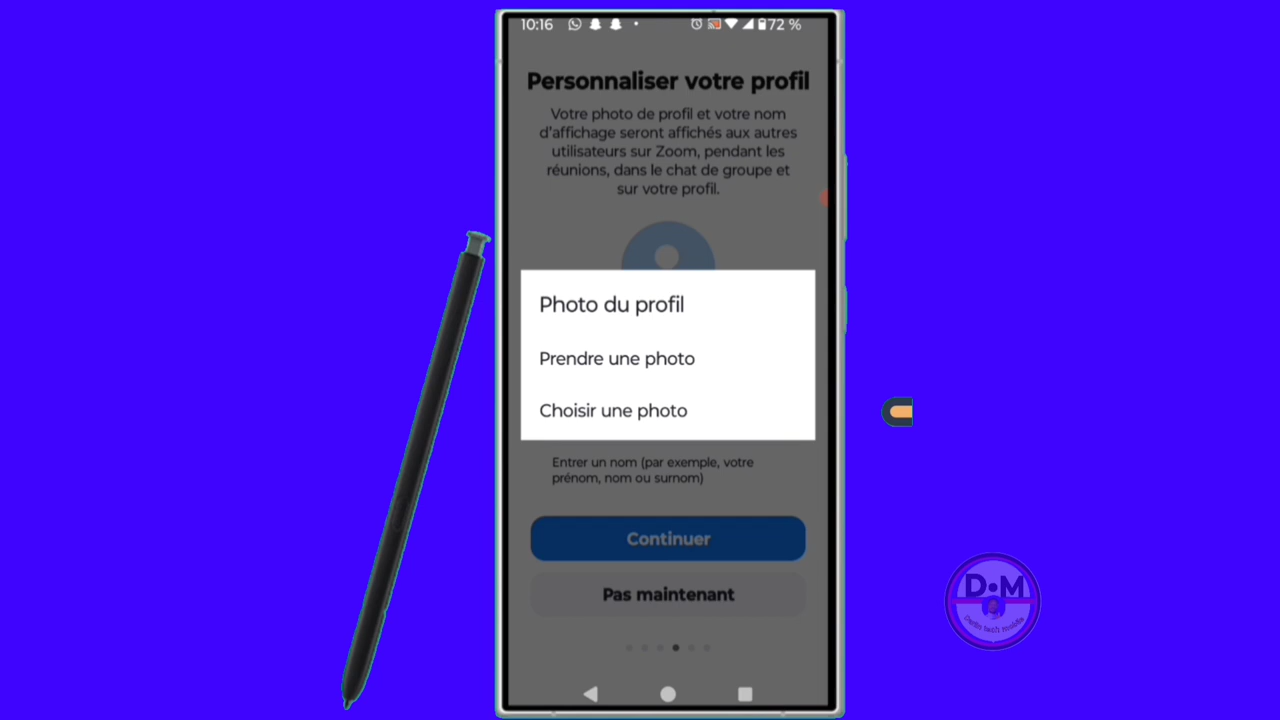 10:16
72 %
Personnaliser votre profil
Votre photo de profil et votre nom
d'affichage seront affichés aux autres
utilisateurs sur Zoom, pendant les
réunions, dans le chat de groupe et
sur votre profil.
Photo du profil
Prendre une photo
Choisir une photo
Entrer un nom (par exemple, votre
prénom, nom ou surnom)
Continuer
Pas maintenant
D•M